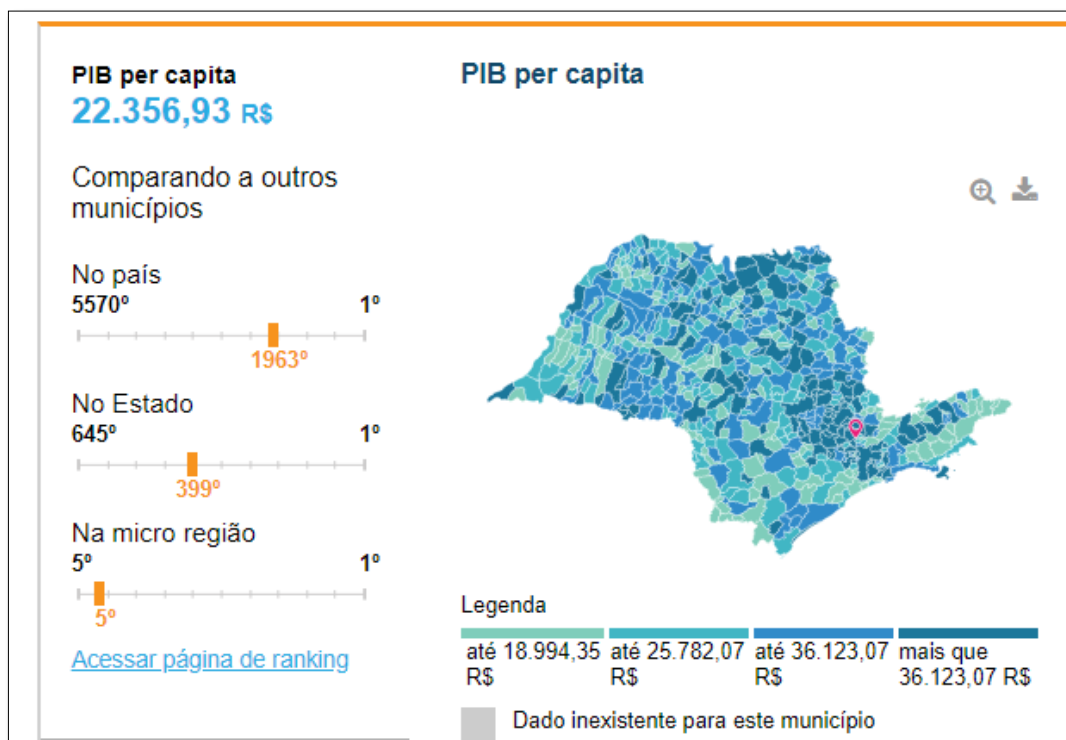 PIB per capita
22.356,93 R$
Comparando a outros
municípios
No país
5570º 1º
1963º
No Estado
645º 1º
399º
Na micro região
5º 1º
5º
Acessar página de ranking
PIB per capita
Legenda
até 18.994,35 até 25.782,07 até 36.123,07 mais que
R$ R$ R$ 36.123,07 R$
Dado inexistente para este município